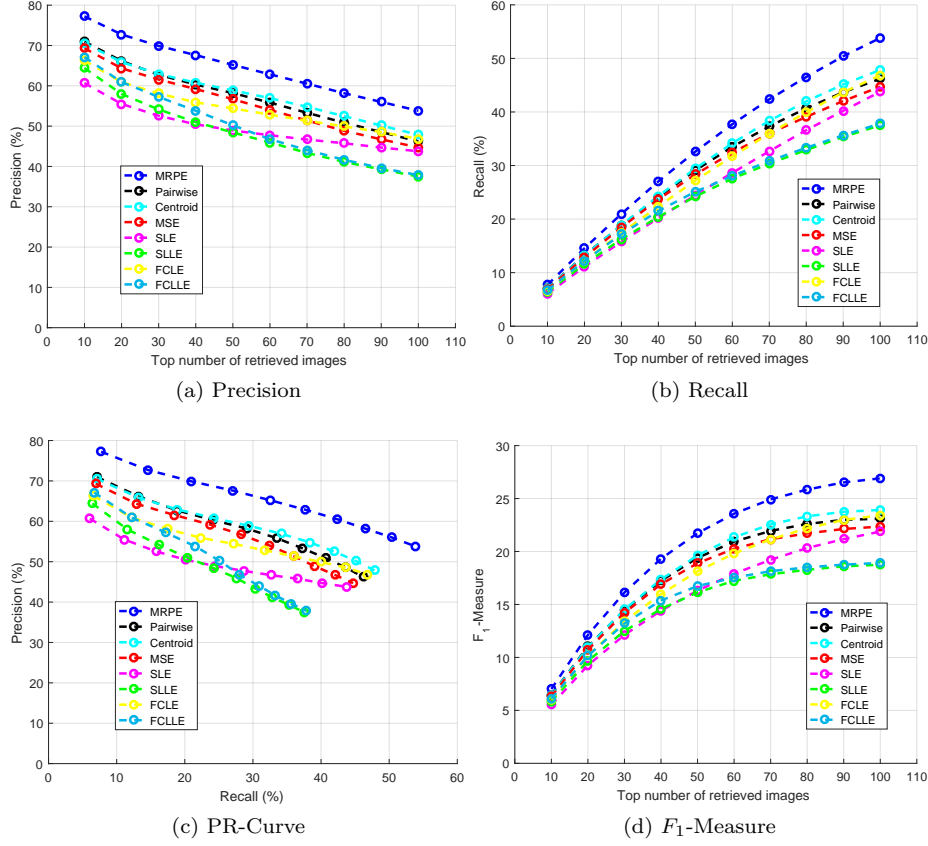 80
70
60
50
40
30
20
10
0
Precision (%)
MRPE
Pairwise
Centroid
MSE
SLE
SLLE
FCLE
FCLLE
0 10 20 30 40 50 60 70 80 90 100 110
Top number of retrieved images
(a) Precision
60
50
40
30
20
10
0
Recall (%)
MRPE
Pairwise
Centroid
MSE
SLE
SLLE
FCLE
FCLLE
0 10 20 30 40 50 60 70 80 90 100 110
Top number of retrieved images
(b) Recall
80
70
60
50
40
30
20
10
0
Precision (%)
MRPE
Pairwise
Centroid
MSE
SLE
SLLE
FCLE
FCLLE
0 10 20 30 40 50 60
Recall (%)
(c) PR-Curve
30
25
20
15
10
5
0
F1-Measure
MRPE
Pairwise
Centroid
MSE
SLE
SLLE
FCLE
FCLLE
0 10 20 30 40 50 60 70 80 90 100 110
Top number of retrieved images
(d) F1-Measure